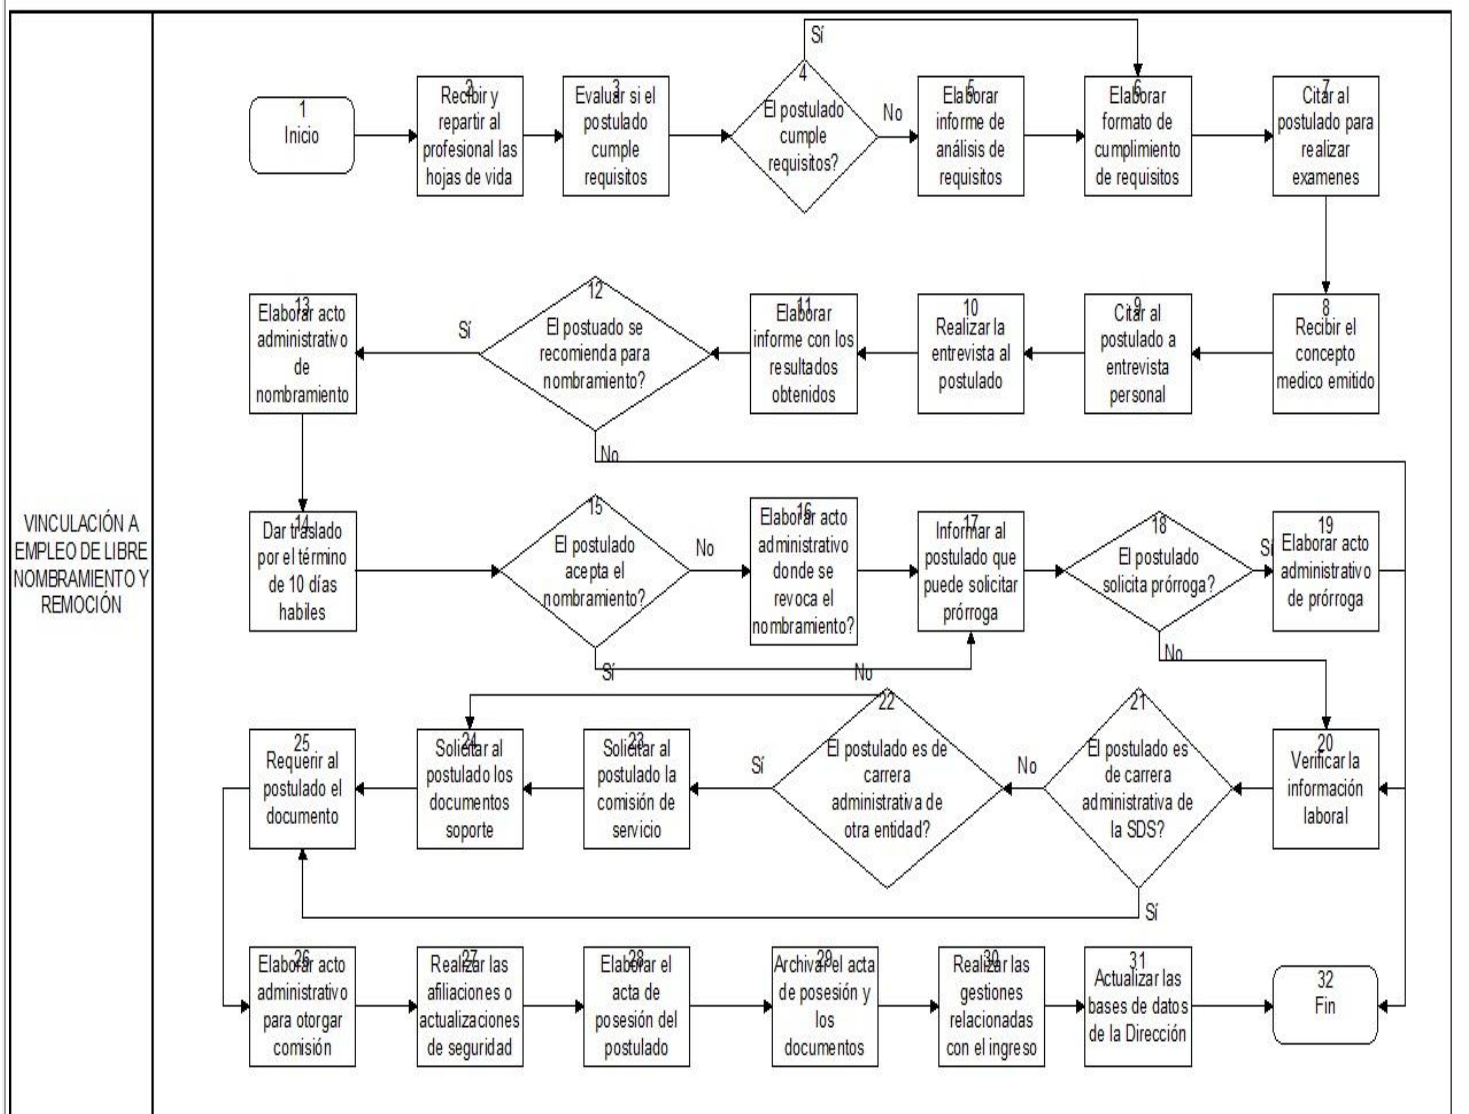 VINCULACIÓN A
EMPLEO DE LIBRE
NOMBRAMIENTO Y
REMOCIÓN
1
Inicio
2
Recibir y
repartir al
profesional las
hojas de vida
3
Evaluar si el
postulado
cumple
requisitos
4
El postulado
cumple
requisitos?
Sí
No
5
Elaborar
informe de
análisis de
requisitos
6
Elaborar
formato de
cumplimiento
de requisitos
7
Citar al
postulado para
realizar
examenes
8
Recibir el
concepto
medico emitido
9
Citar al
postulado a
entrevista
personal
10
Realizar la
entrevista al
postulado
11
Elaborar
informe con los
resultados
obtenidos
12
El postuado se
recomienda para
nombramiento?
Sí
No
13
Elaborar acto
administrativo
de
nombramiento
14
Dar traslado
por el término
de 10 días
habiles
15
El postulado
acepta el
nombramiento?
No
Sí
16
Elaborar acto
administrativo
donde se
revoca el
nombramiento?
17
Informar al
postulado que
puede solicitar
prórroga
18
El postulado
solicita prórroga?
Sí
No
19
Elaborar acto
administrativo
de prórroga
20
Verificar la
información
laboral
21
El postulado es
de carrera
administrativa de
la SDS?
No
Sí
22
El postulado es de
carrera
administrativa de
otra entidad?
No
Sí
23
Solicitar al
postulado la
comisión de
servicio
24
Solicitar al
postulado los
documentos
soporte
25
Requerir al
postulado el
documento
26
Elaborar acto
administrativo
para otorgar
comisión
27
Realizar las
afiliaciones o
actualizaciones
de seguridad
28
Elaborar el
acta de
posesión del
postulado
29
Archivar el acta
de posesión y
los
documentos
30
Realizar las
gestiones
relacionadas
con el ingreso
31
Actualizar las
bases de datos
de la Dirección
32
Fin